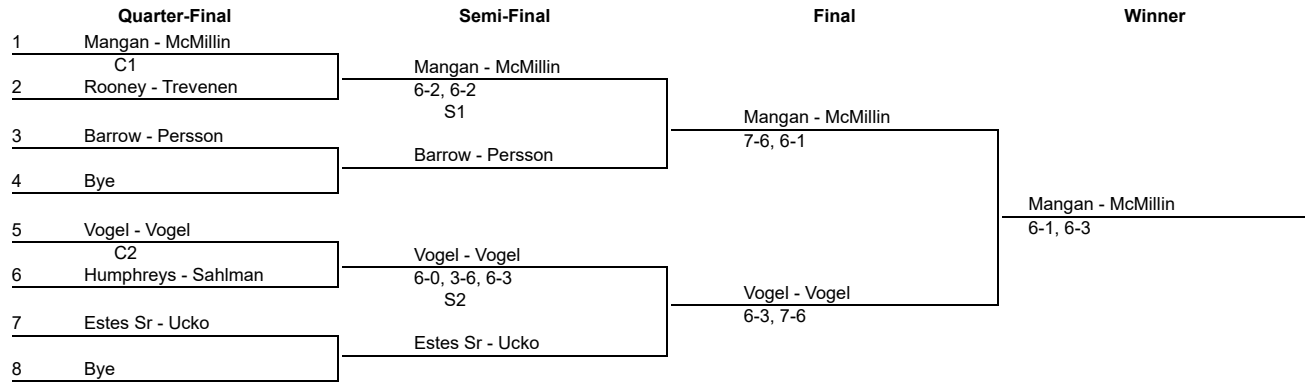 Quarter-Final Semi-Final Final Winner
1 Mangan - McMillin
C1
2 Rooney - Trevenen
Mangan - McMillin
6-2, 6-2
S1
3 Barrow - Persson
4 Bye
Barrow - Persson
Mangan - McMillin
7-6, 6-1
5 Vogel - Vogel
C2
6 Humphreys - Sahlman
Vogel - Vogel
6-0, 3-6, 6-3
S2
7 Estes Sr - Ucko
8 Bye
Estes Sr - Ucko
Vogel - Vogel
6-3, 7-6
Mangan - McMillin
6-1, 6-3